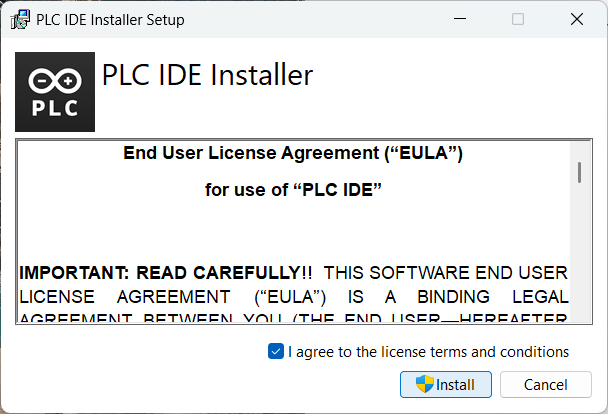 PLC IDE Installer Setup
PLC IDE Installer
PLC
End User License Agreement (“EULA”)
for use of “PLC IDE”
IMPORTANT: READ CAREFULLY!! THIS SOFTWARE END USER
LICENSE AGREEMENT (“EULA”) IS A BINDING LEGAL
AGREEMENT BETWEEN YOU (THE END USER—HEREAFTER
I agree to the license terms and conditions
Install
Cancel